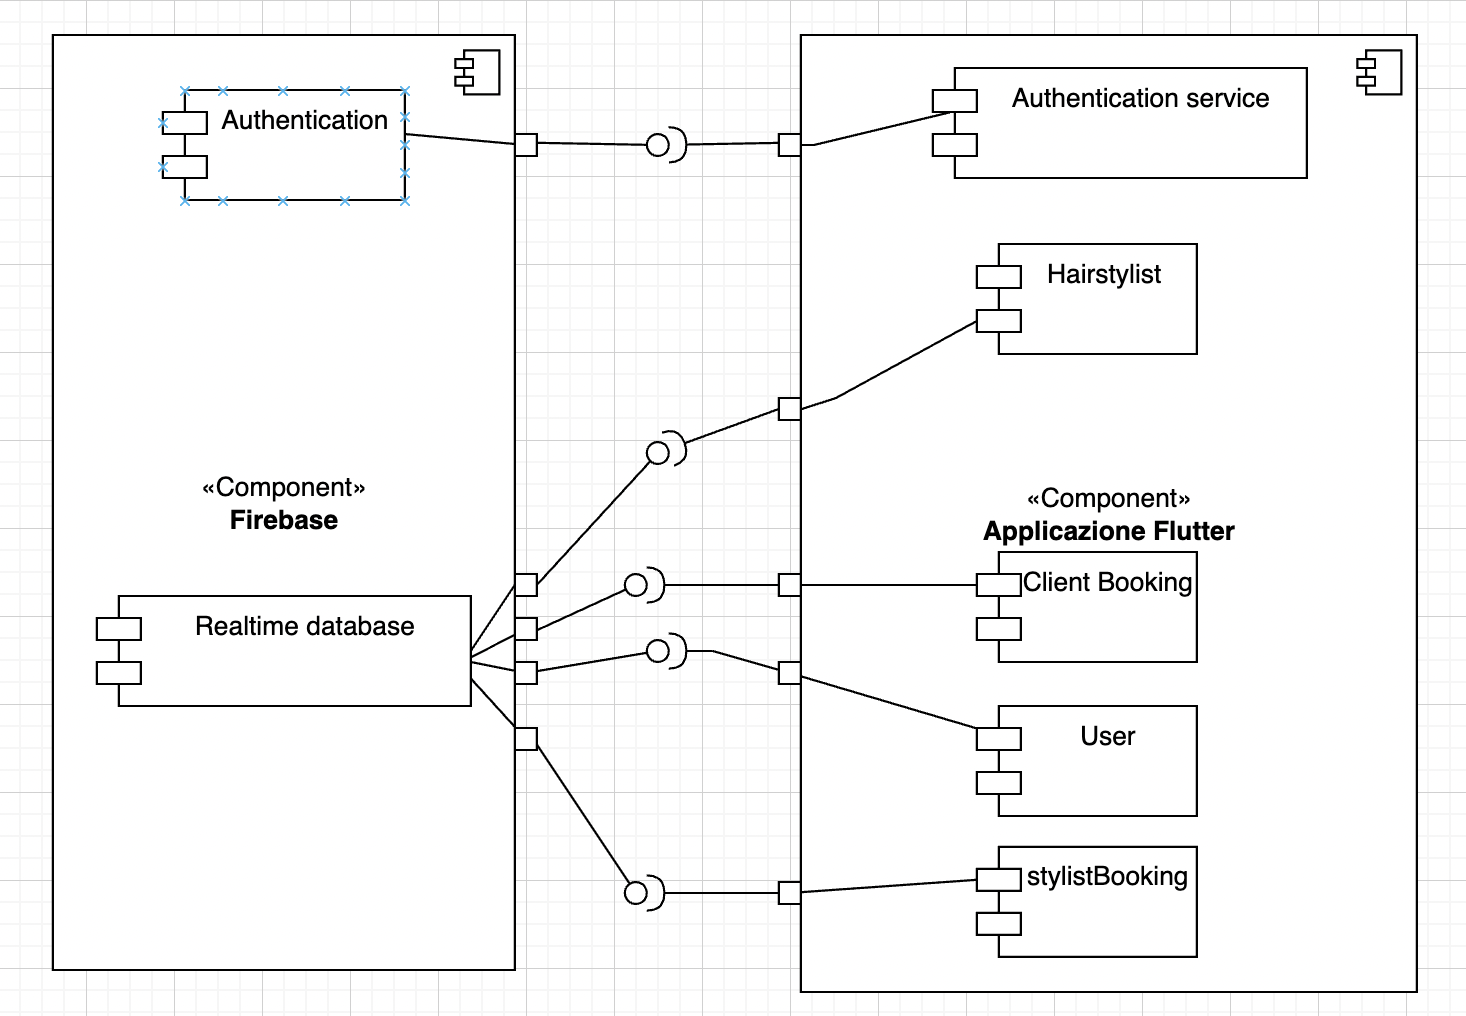 Authentication
Authentication service
Hairstylist
«Component»
Firebase
«Component»
Applicazione Flutter
Client Booking
Realtime database
User
stylistBooking